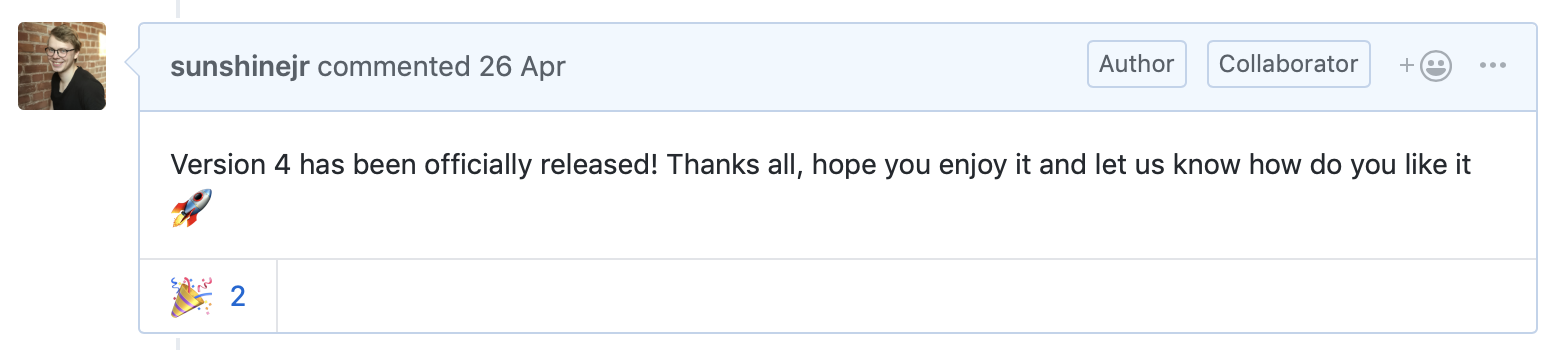 sunshinejr commented 26 Apr Author Collaborator
Version 4 has been officially released! Thanks all, hope you enjoy it and let us know how do you like it
🚀
🎉 2